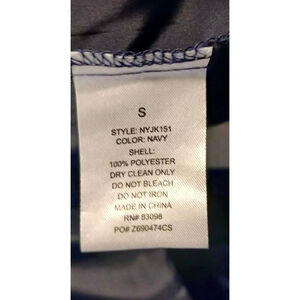 S
STYLE: NYJK151
COLOR: NAVY
SHELL:
100% POLYESTER
DRY CLEAN ONLY
DO NOT BLEACH
DO NOT IRON
MADE IN CHINA
RN# 83098
PO# Z690474CS